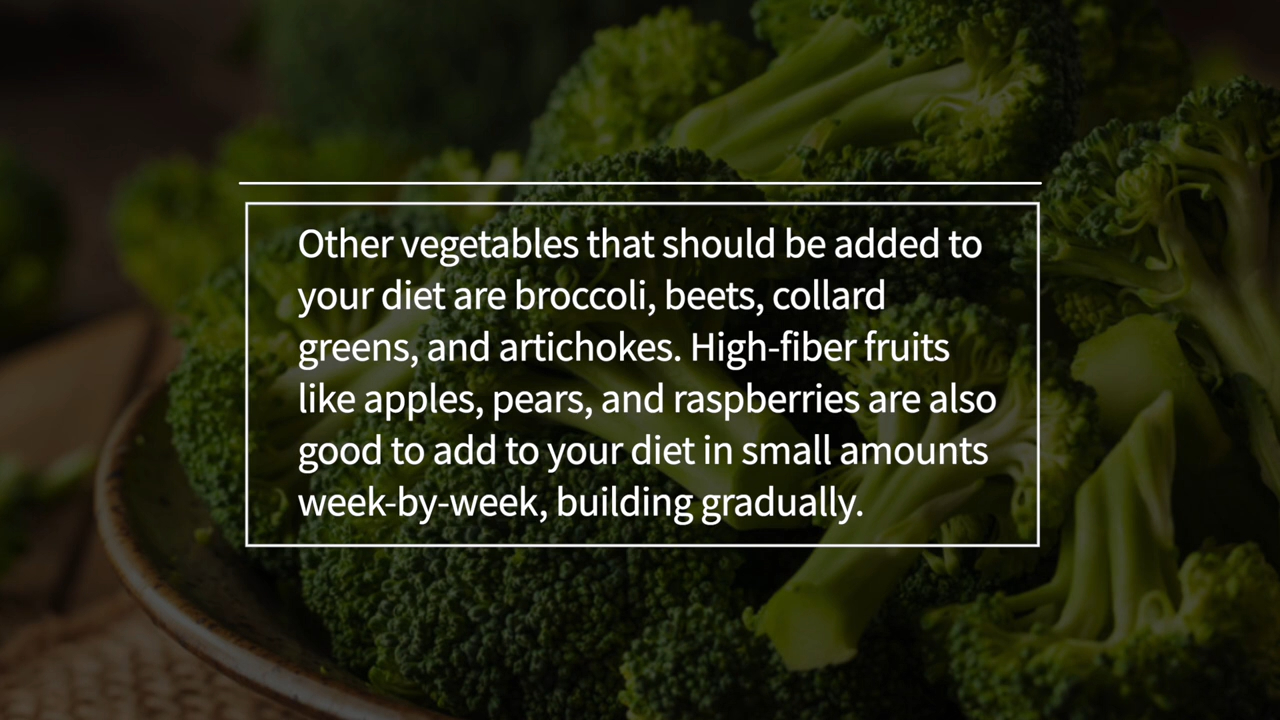 Other vegetables that should be added to
your diet are broccoli, beets, collard
greens, and artichokes. High-fiber fruits
like apples, pears, and raspberries are also
good to add to your diet in small amounts
week-by-week, building gradually.